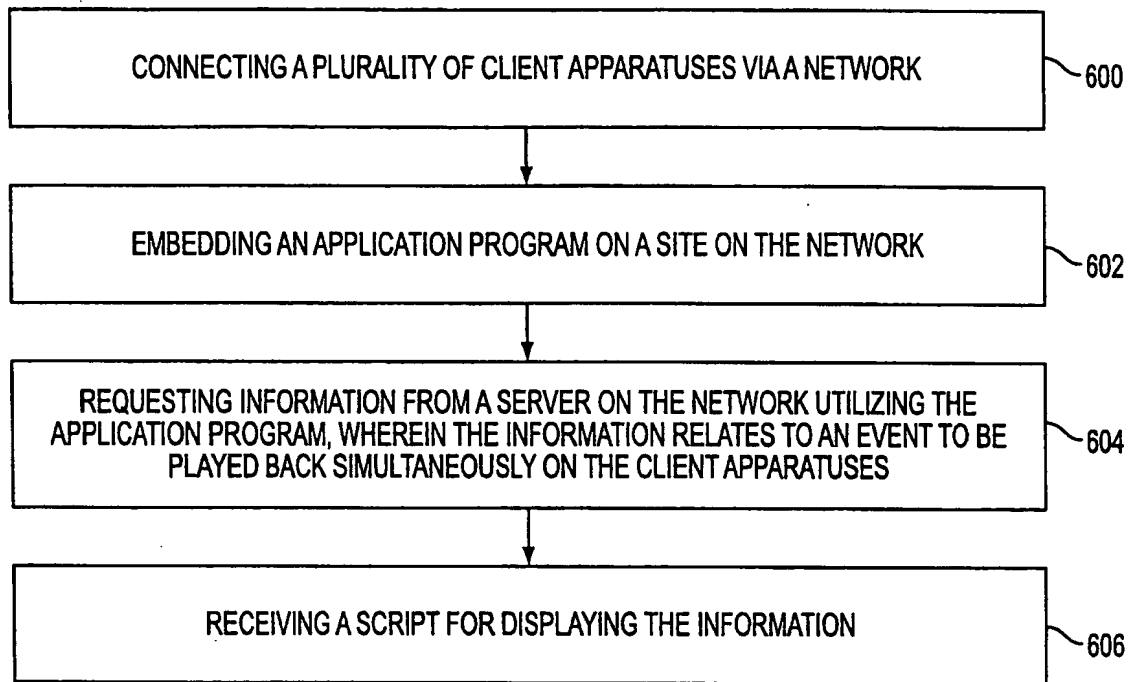 CONNECTING A PLURALITY OF CLIENT APPARATUSES VIA A NETWORK
600
EMBEDDING AN APPLICATION PROGRAM ON A SITE ON THE NETWORK
602
REQUESTING INFORMATION FROM A SERVER ON THE NETWORK UTILIZING THE
APPLICATION PROGRAM, WHEREIN THE INFORMATION RELATES TO AN EVENT TO BE
PLAYED BACK SIMULTANEOUSLY ON THE CLIENT APPARATUSES
604
RECEIVING A SCRIPT FOR DISPLAYING THE INFORMATION
606